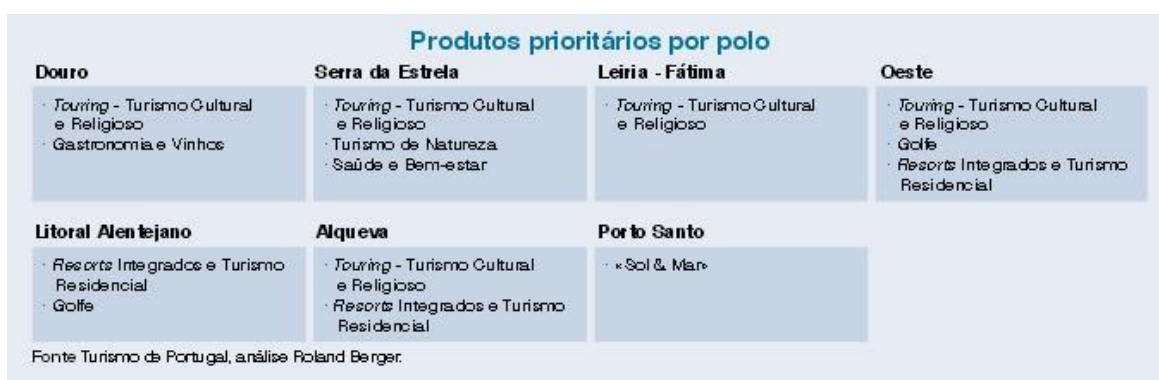 Produtos prioritários por polo
Douro
· Touring - Turismo Cultural
e Religioso
· Gastronomia e Vinhos
Serra da Estrela
· Touring - Turismo Cultural
e Religioso
· Turismo de Natureza
· Saúde e Bem-estar
Leiria - Fátima
· Touring - Turismo Cultural
e Religioso
Oeste
· Touring - Turismo Cultural
e Religioso
· Golfe
· Resorts Integrados e Turismo
Residencial
Litoral Alentejano
· Resorts Integrados e Turismo
Residencial
· Golfe
Alqueva
· Touring - Turismo Cultural
e Religioso
· Resorts Integrados e Turismo
Residencial
Porto Santo
· «Sol & Mar»
Fonte Turismo de Portugal, análise Roland Berger.